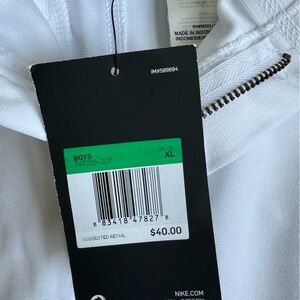 MADE IN INDON
INDONESIE/
IM#589694
BOYS
XL
8 83418 47827 8
SUGGESTED RETAIL
$40.00
NIKE.COM